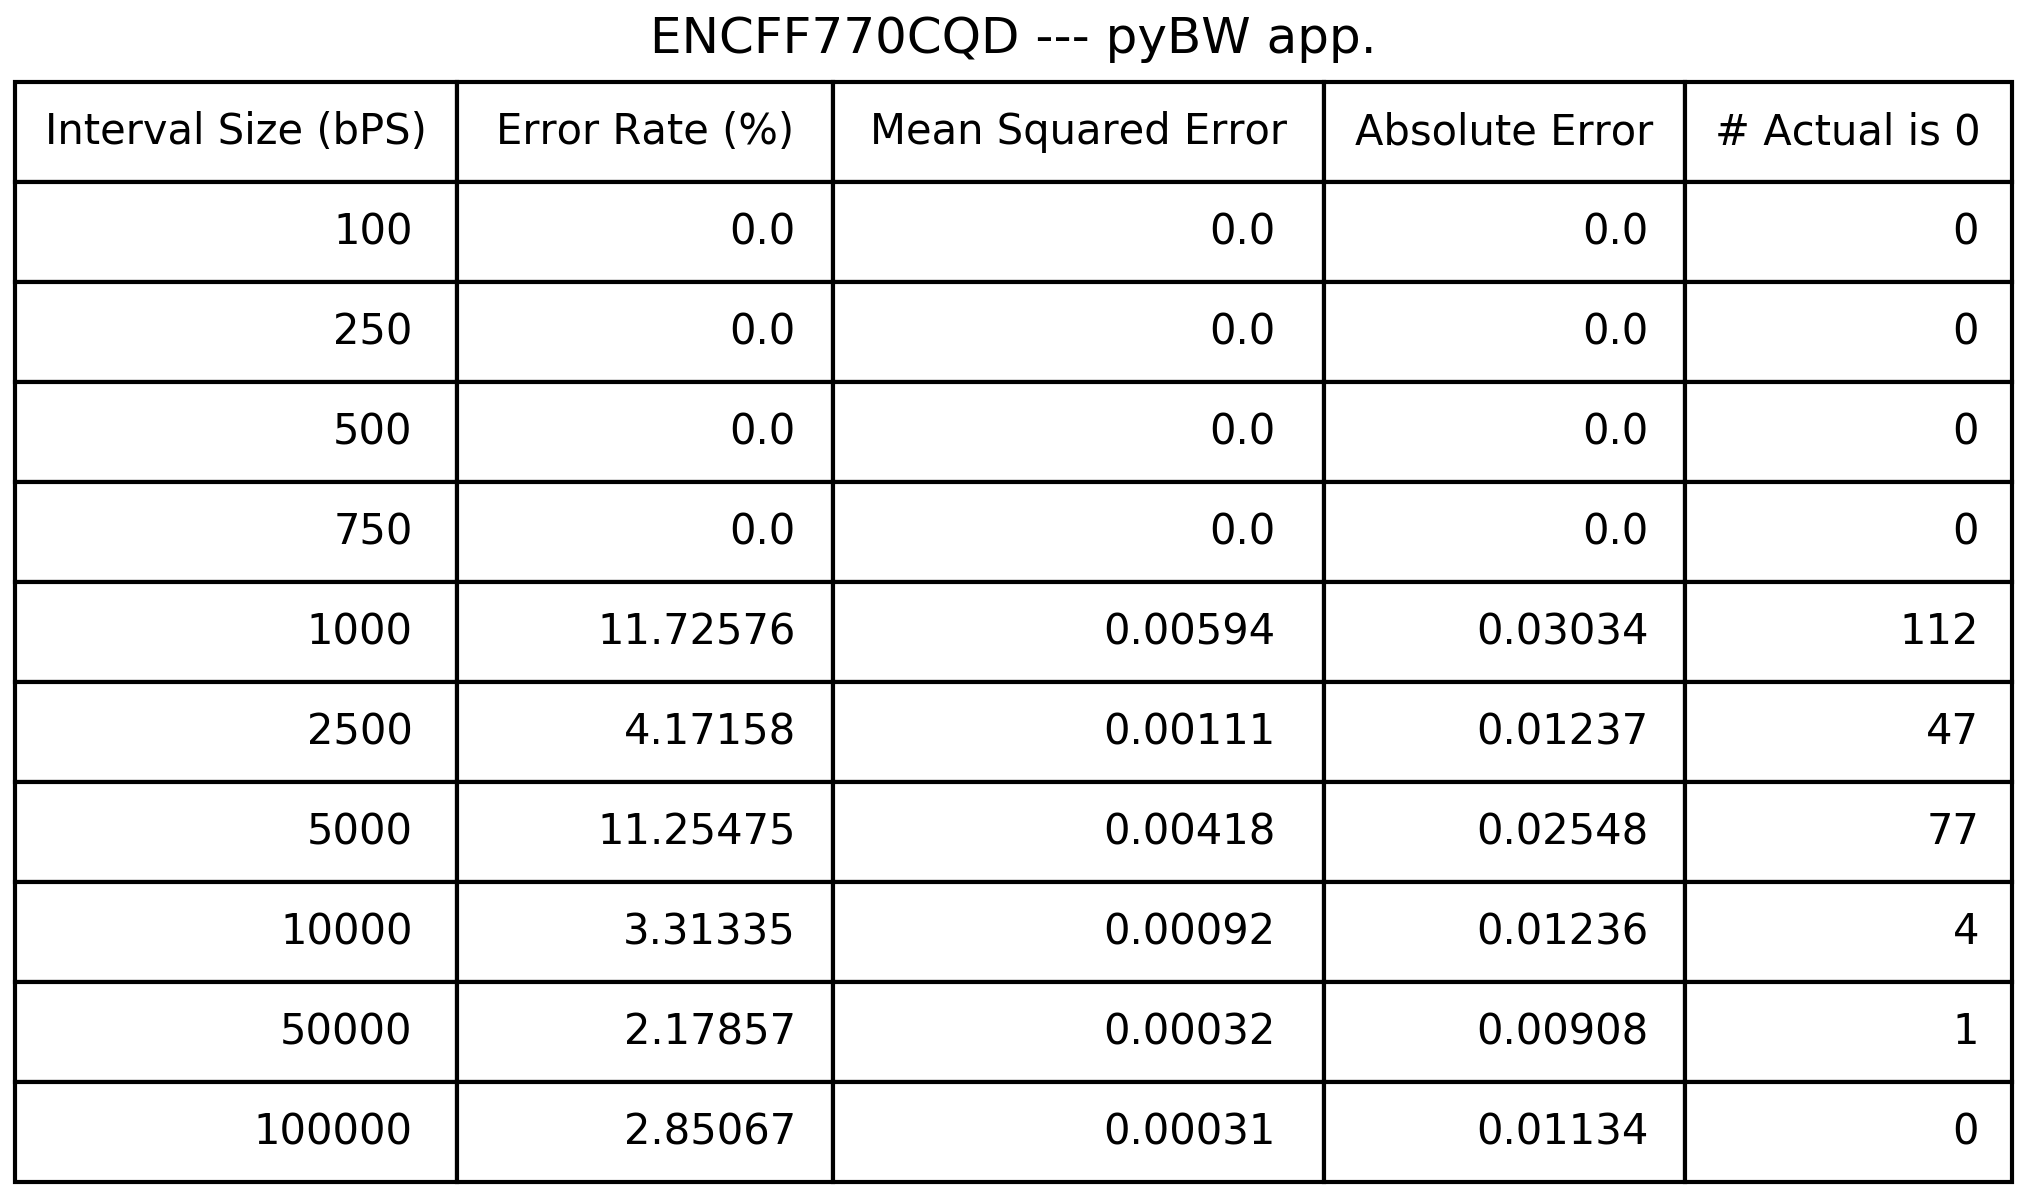 ENCFF770CQD --- pyBW app.
Interval Size (bPS) Error Rate (%) Mean Squared Error Absolute Error # Actual is 0
100 0.0 0.0 0.0 0
250 0.0 0.0 0.0 0
500 0.0 0.0 0.0 0
750 0.0 0.0 0.0 0
1000 11.72576 0.00594 0.03034 112
2500 4.17158 0.00111 0.01237 47
5000 11.25475 0.00418 0.02548 77
10000 3.31335 0.00092 0.01236 4
50000 2.17857 0.00032 0.00908 1
100000 2.85067 0.00031 0.01134 0